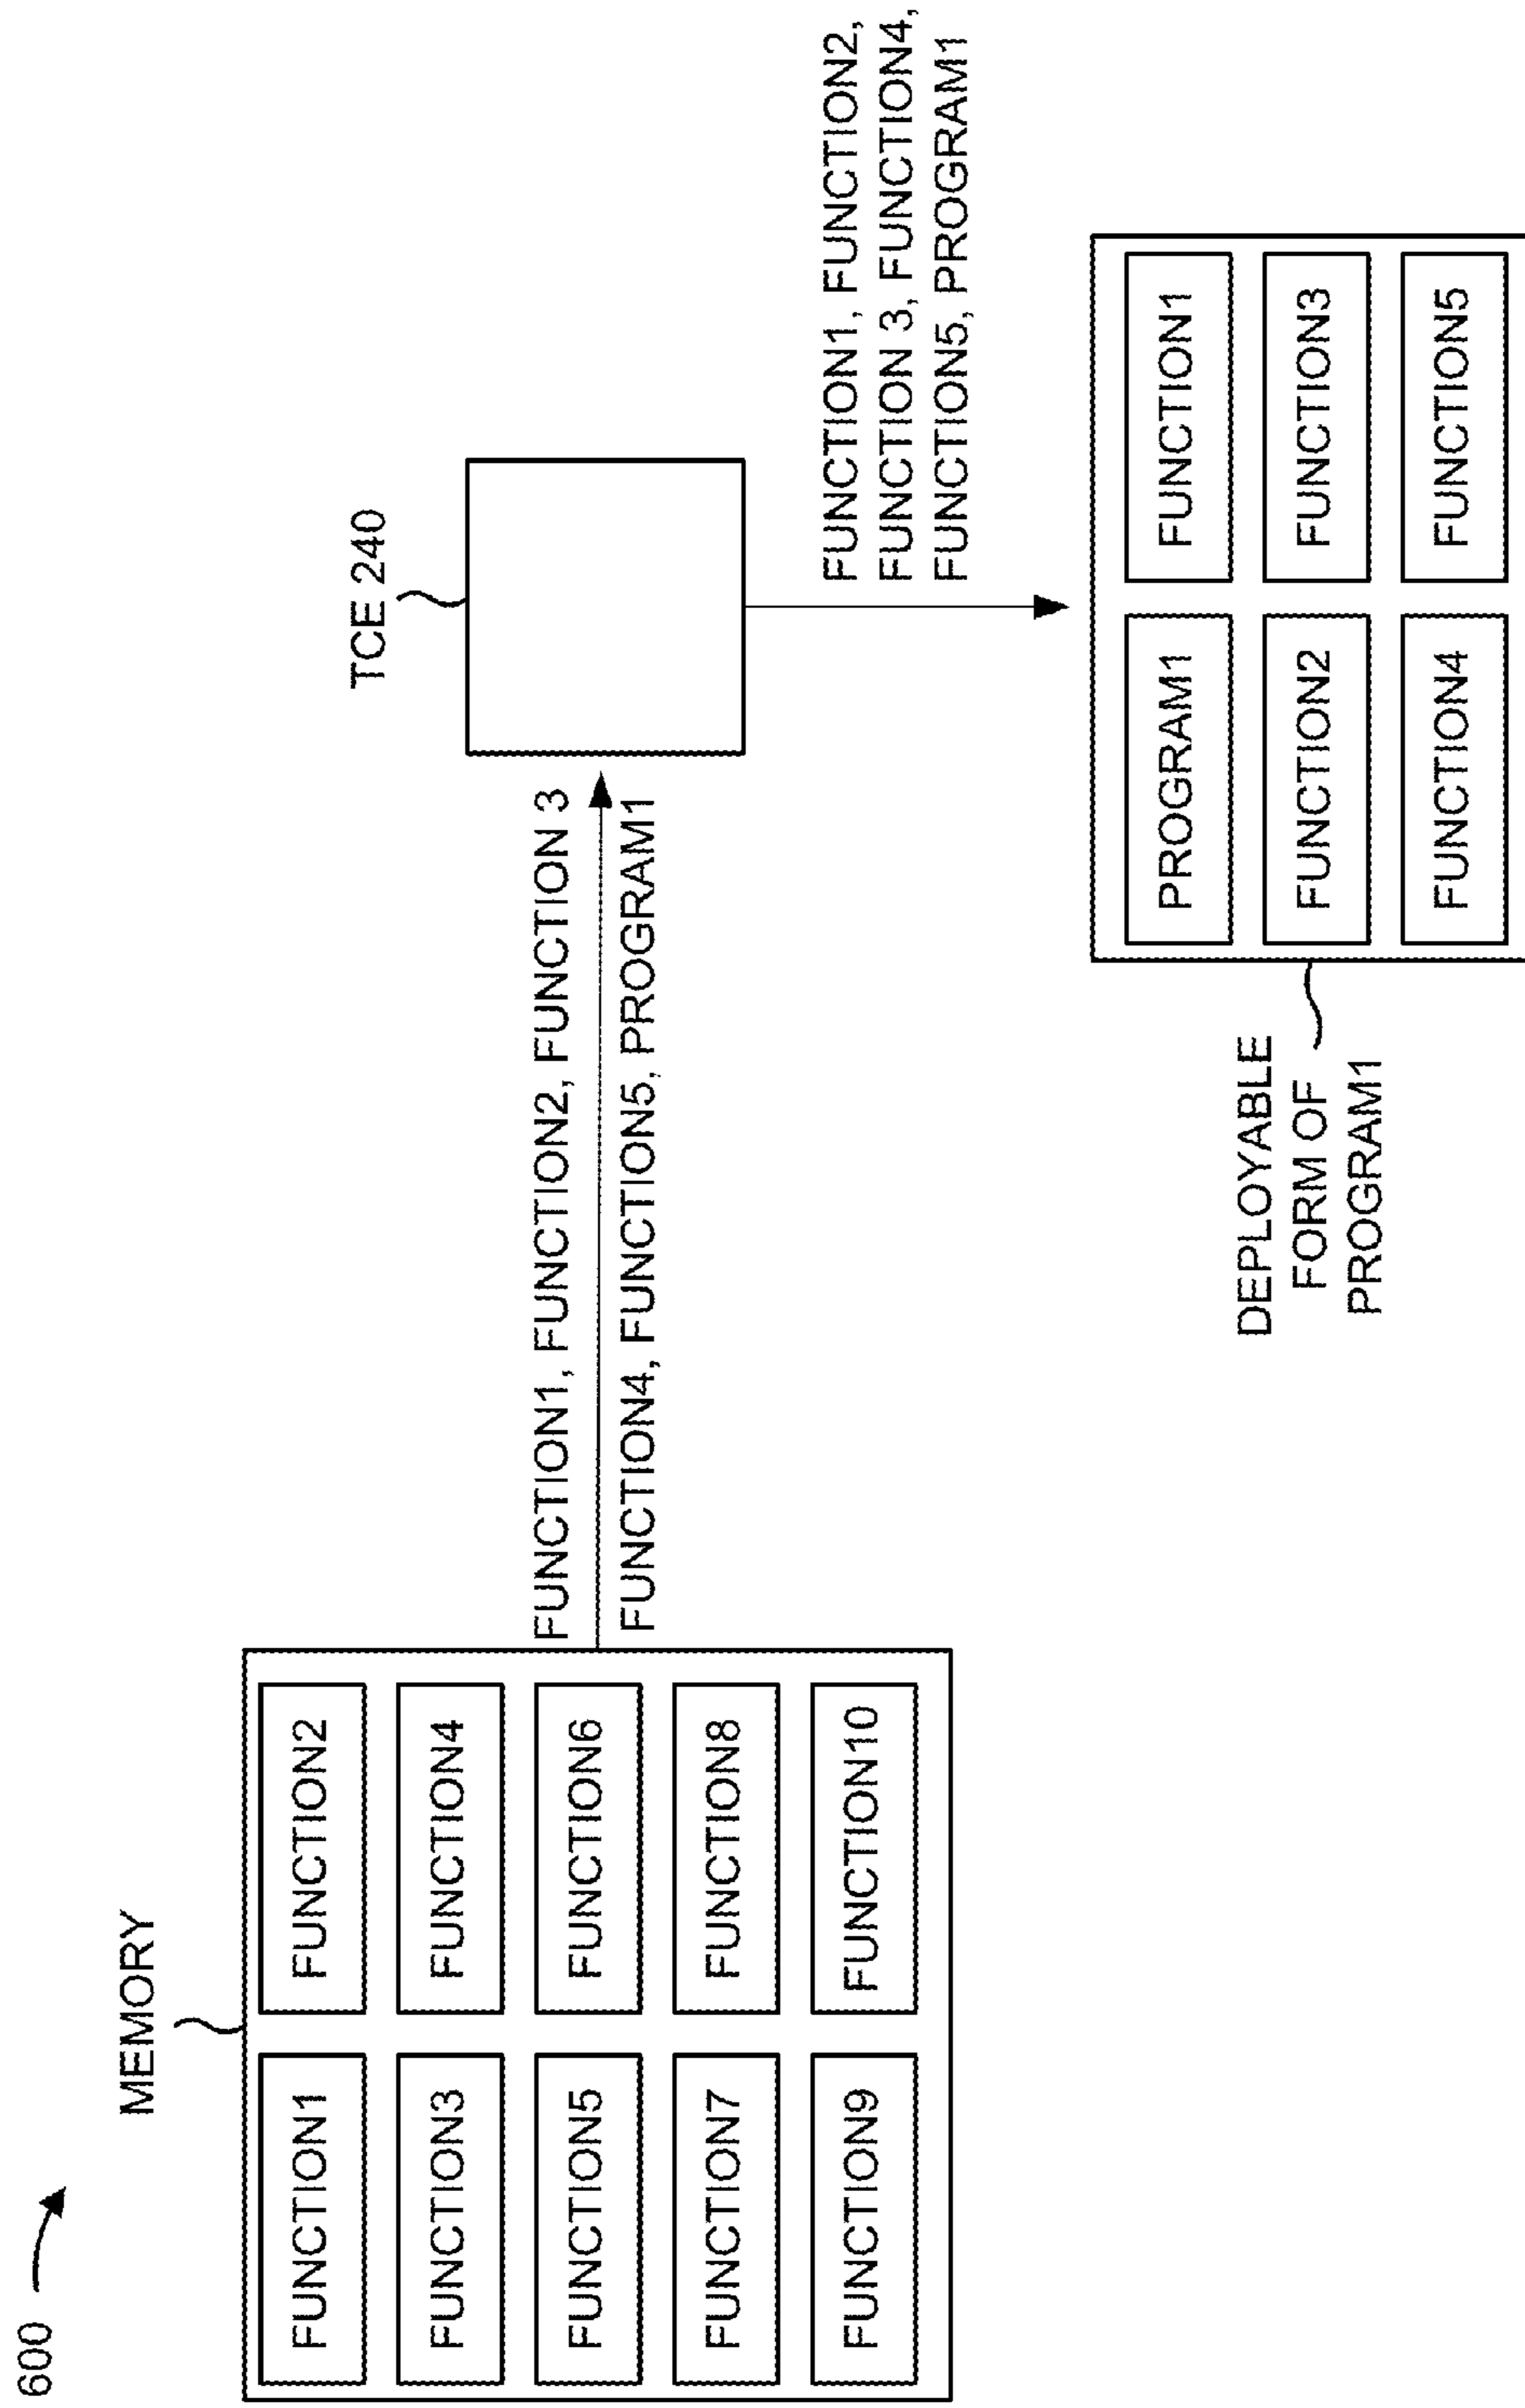 600
MEMORY
FUNCTION1
FUNCTION2
FUNCTION3
FUNCTION4
FUNCTION5
FUNCTION6
FUNCTION7
FUNCTION8
FUNCTION9
FUNCTION10
FUNCTION1, FUNCTION2, FUNCTION 3
FUNCTION4, FUNCTION5, PROGRAM1
TCE 240
FUNCTION1, FUNCTION2,
FUNCTION 3, FUNCTION4,
FUNCTION5, PROGRAM1
DEPLOYABLE
FORM OF
PROGRAM1
PROGRAM1
FUNCTION1
FUNCTION2
FUNCTION3
FUNCTION4
FUNCTION5